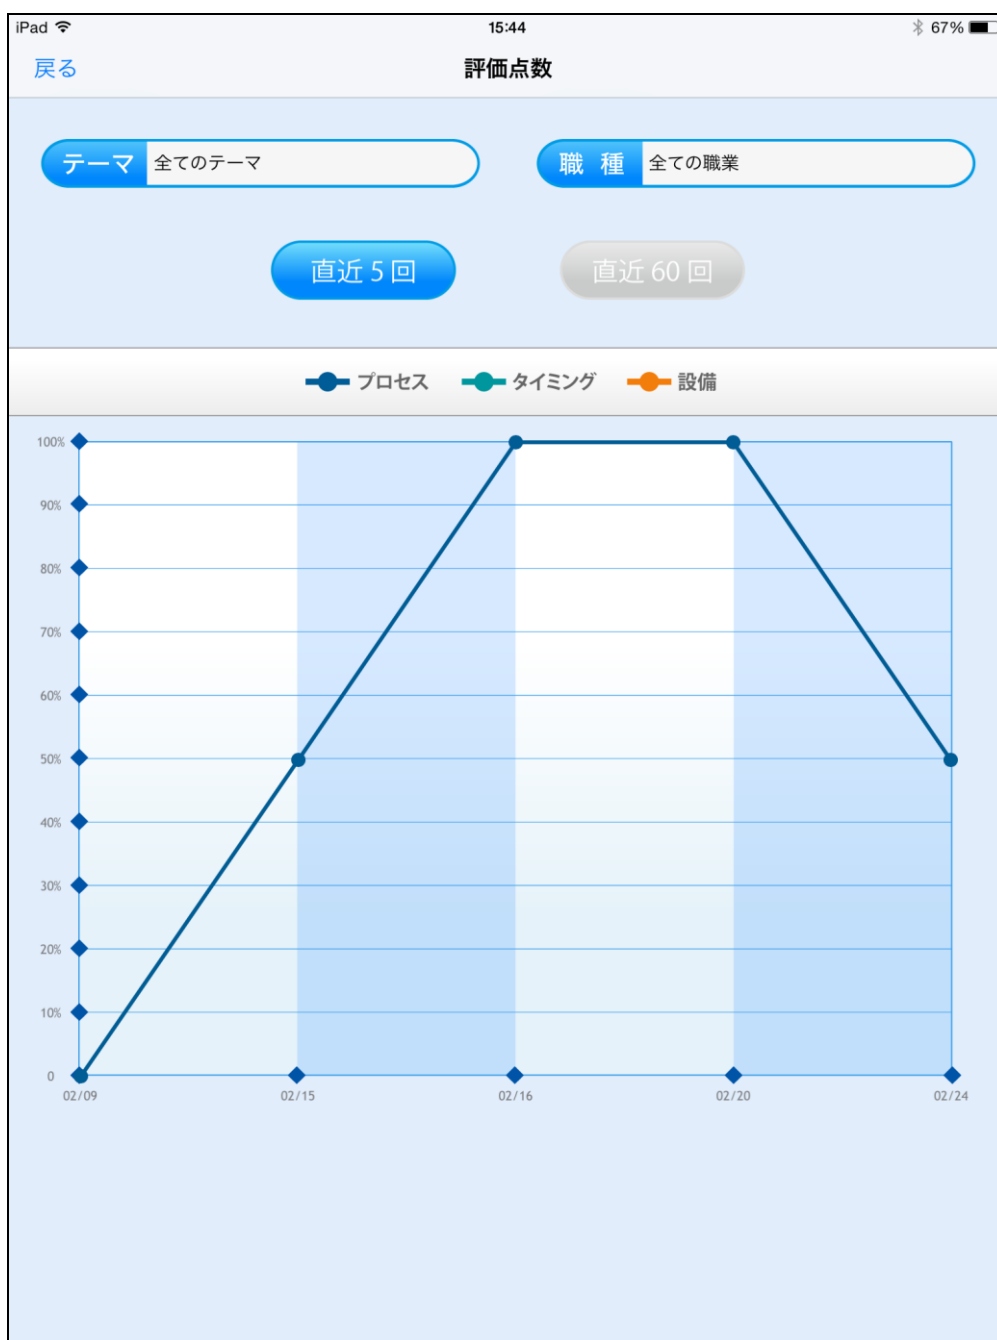 iPad 15:44 67%
戻る 評価点数
テーマ 全てのテーマ 職 種 全ての職業
直近 5 回 直近 60 回
プロセス タイミング 設備
100%
90%
80%
70%
60%
50%
40%
30%
20%
10%
0
02/09 02/15 02/16 02/20 02/24